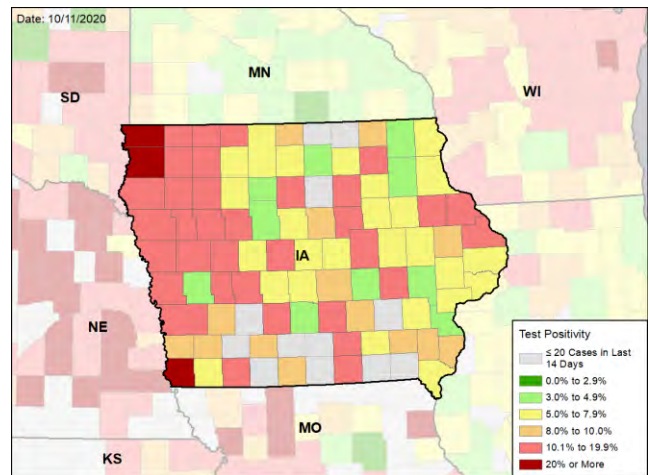 Date: 10/11/2020
MN
SD
WI
IA
NE
MO
KS
Test Positivity
≤ 20 Cases in Last
14 Days
0.0% to 2.9%
3.0% to 4.9%
5.0% to 7.9%
8.0% to 10.0%
10.1% to 19.9%
20% or More